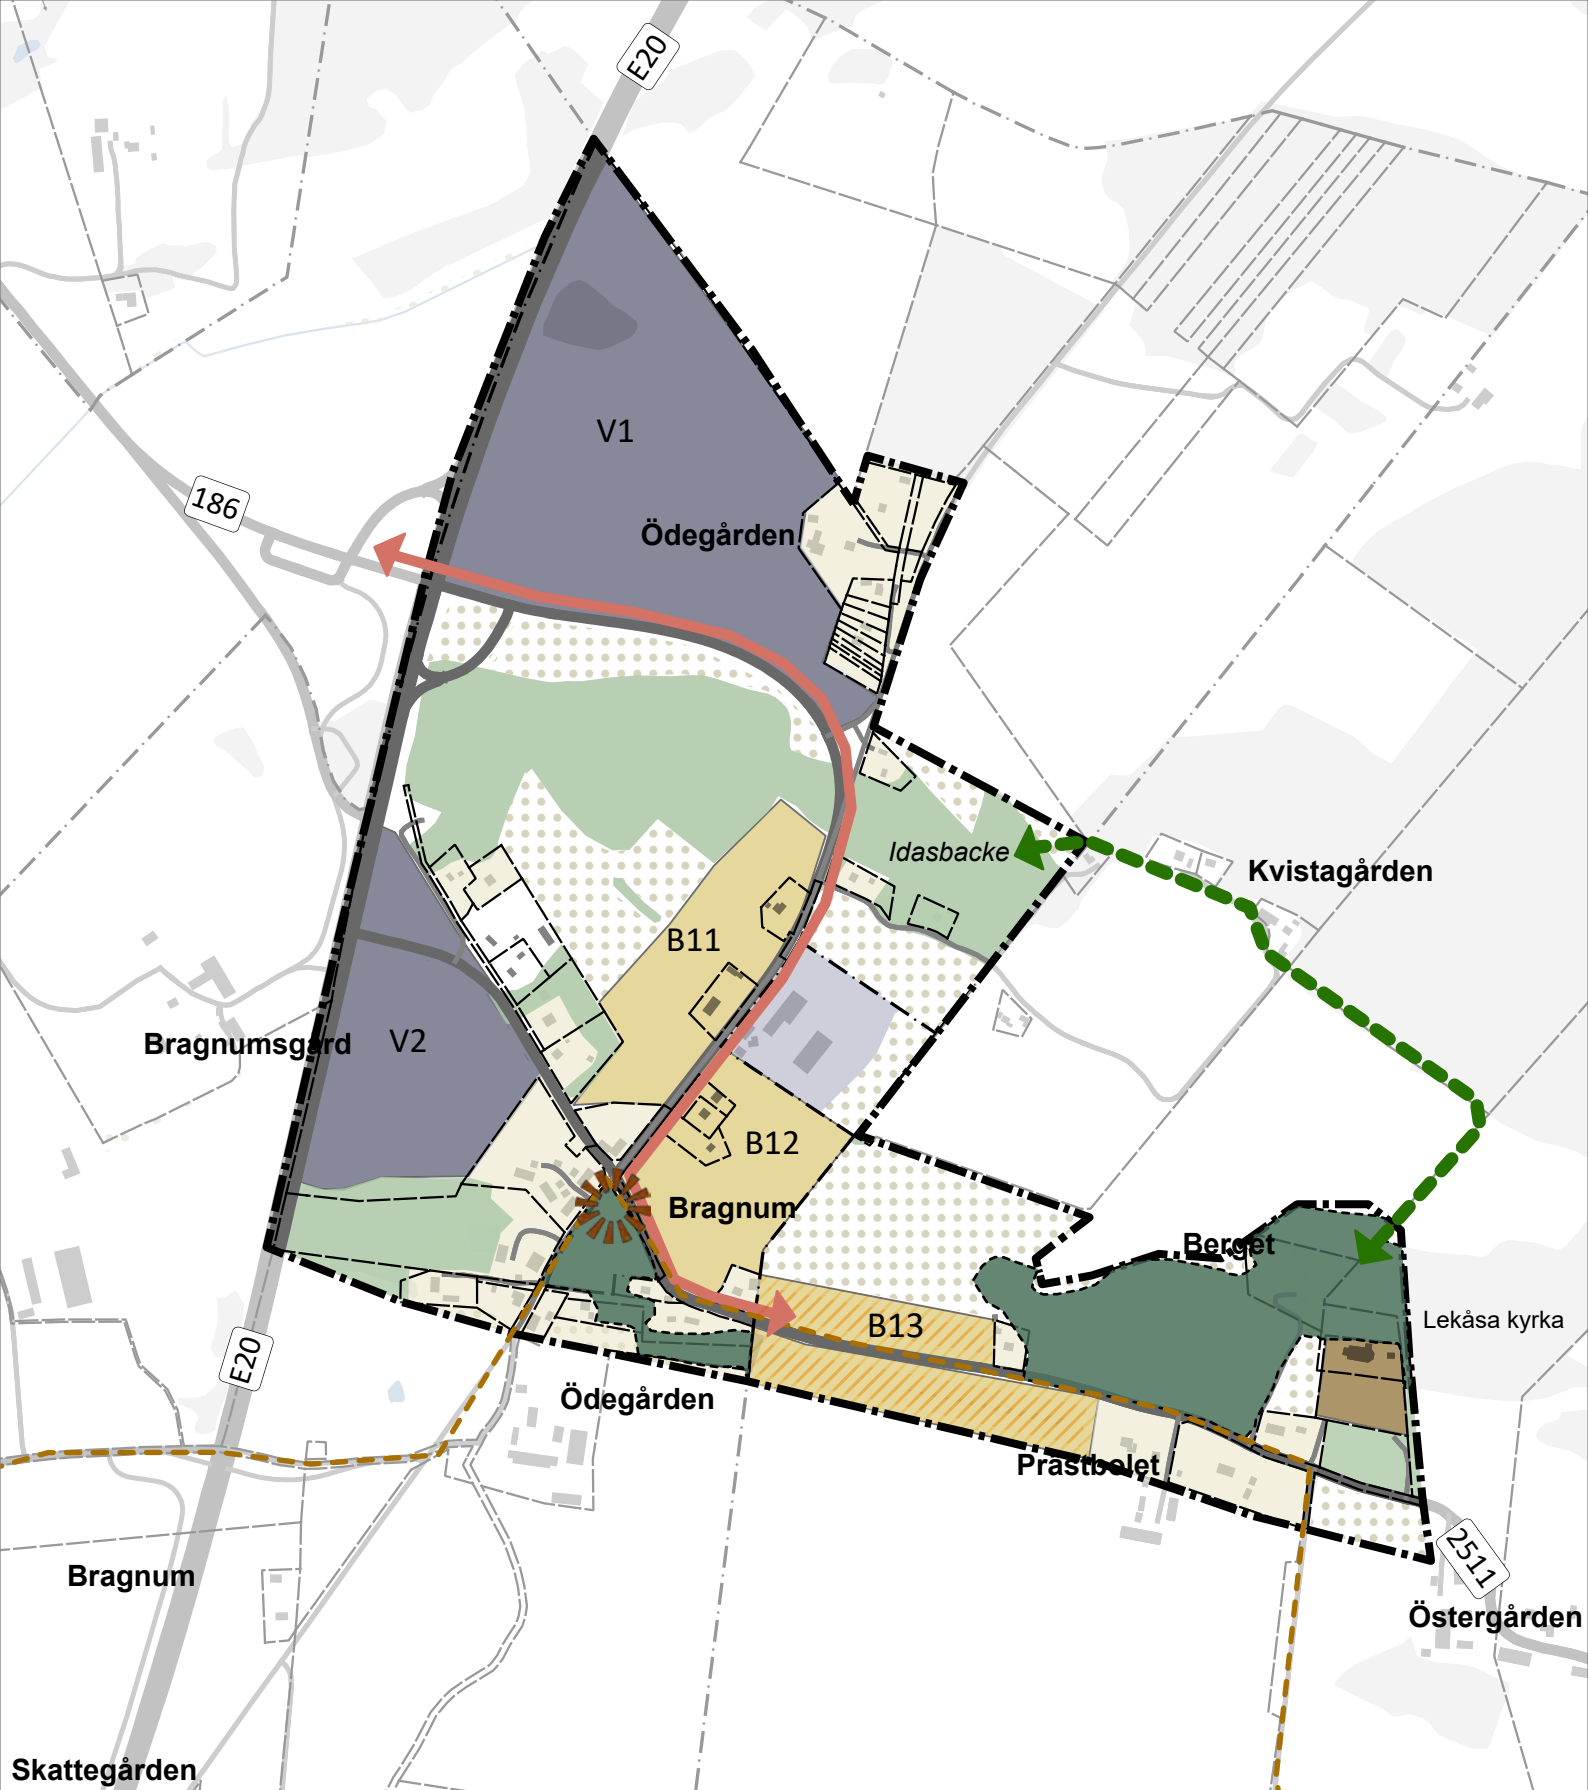 E20
V1
186
Ödegården
Idasbacke
Kvistagården
B11
Bragnumsgård
V2
B12
Bragnum
Berget
Lekåsa kyrka
B13
E20
Ödegården
Prästbolet
2511
Bragnum
Östergården
Skattegården